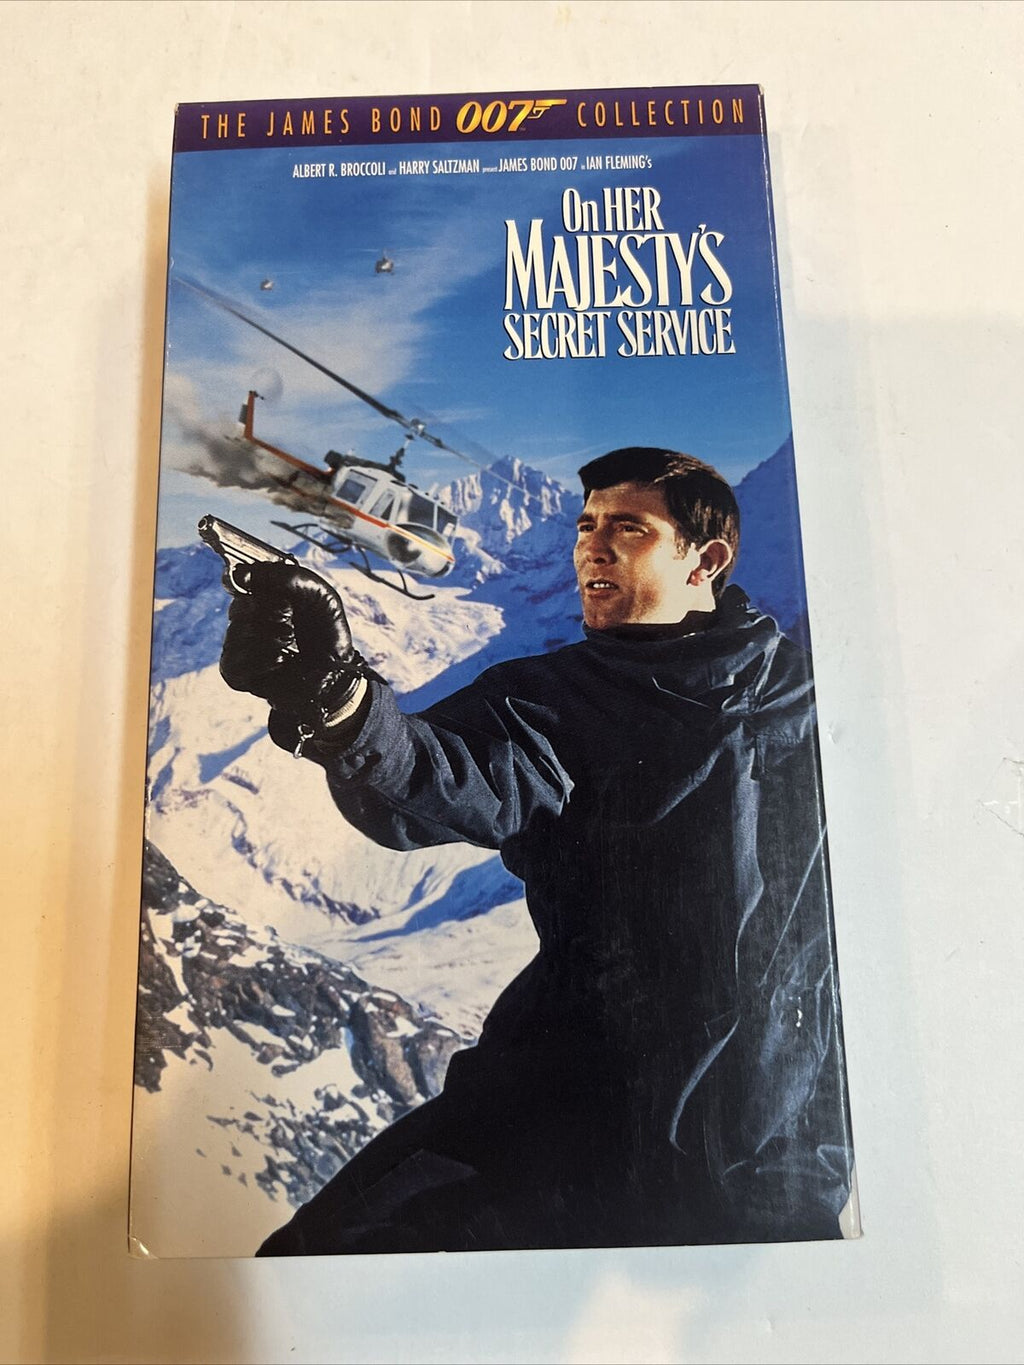 THE JAMES BOND 007 COLLECTION
ALBERT R. BROCCOLI and HARRY SALTZMAN present JAMES BOND 007 in IAN FLEMING's
On HER
MAJESTY'S
SECRET SERVICE